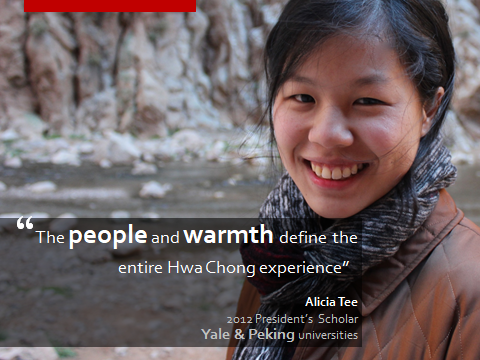 “The people and warmth define the
entire Hwa Chong experience”
Alicia Tee
2012 President’s Scholar
Yale & Peking universities